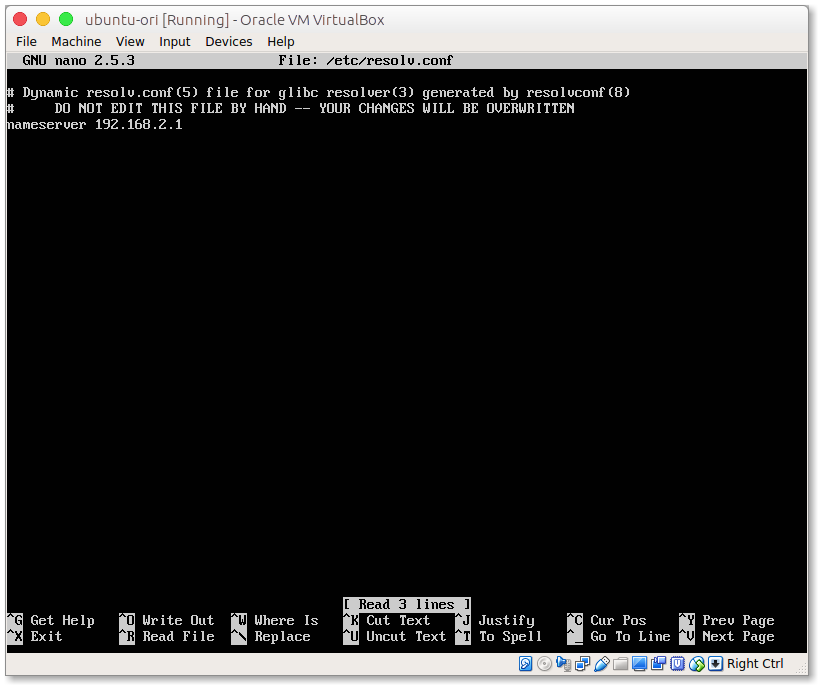 ubuntu-ori [Running] - Oracle VM VirtualBox
File Machine View Input Devices Help
GNU nano 2.5.3 File: /etc/resolv.conf
# Dynamic resolv.conf(5) file for glibc resolver(3) generated by resolvconf(8)
#     DO NOT EDIT THIS FILE BY HAND -- YOUR CHANGES WILL BE OVERWRITTEN
nameserver 192.168.2.1
[ Read 3 lines ]
^G Get Help ^O Write Out ^W Where Is ^K Cut Text ^J Justify ^C Cur Pos ^Y Prev Page
^X Exit ^R Read File ^\ Replace ^U Uncut Text ^T To Spell ^_ Go To Line ^V Next Page
Right Ctrl